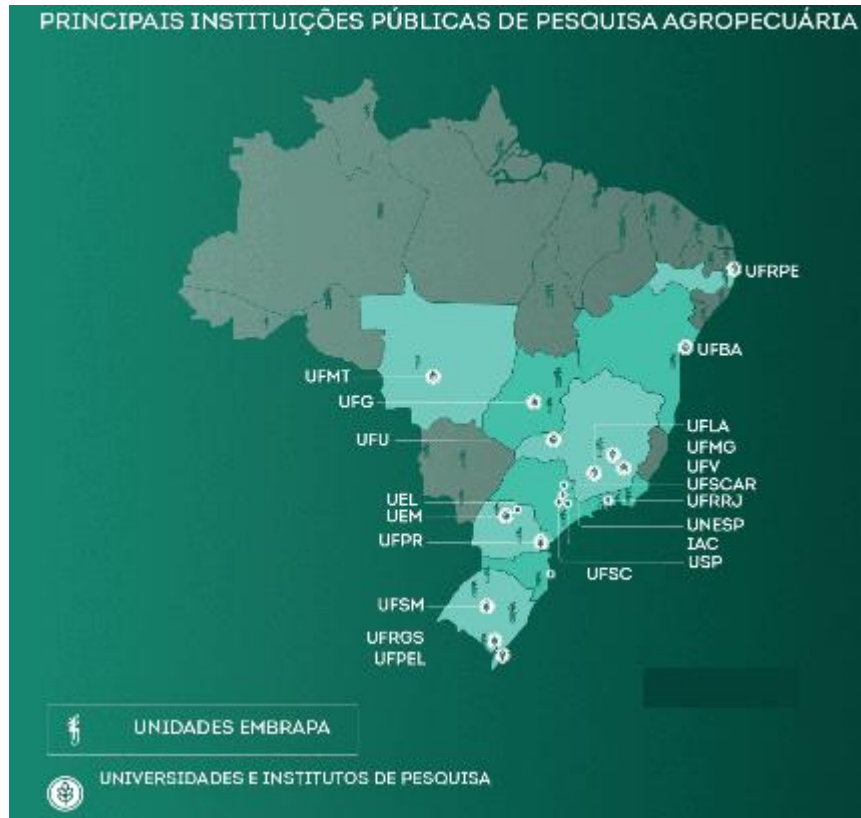 PRINCIPAIS INSTITUIÇÕES PÚBLICAS DE PESQUISA AGROPECUÁRIA
UFRPE
UFBA
UFMT
UFG
UFU
UFLA
UFMG
UFV
UFSCAR
UFRRJ
UNESP
IAC
USP
UEL
UEM
UFPR
UFSC
UFSM
UFRGS
UFPEL
UNIDADES EMBRAPA
UNIVERSIDADES E INSTITUTOS DE PESQUISA